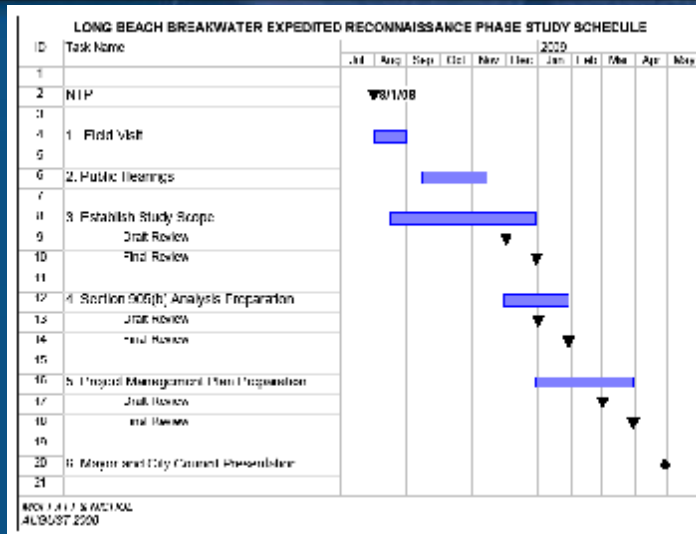 LONG BEACH BREAKWATER EXPEDITED RECONNAISSANCE PHASE STUDY SCHEDULE
ID Task Name 2009
Jul Aug Sep Oct Nov Dec Jan Feb Mar Apr May
1
2 NTP 8/1/08
3
4 1. Field Visit
5
6 2. Public Hearings
7
8 3. Establish Study Scope
9 Draft Review
10 Final Review
11
12 4. Section 905(b) Analysis Preparation
13 Draft Review
14 Final Review
15
16 5. Project Management Plan Preparation
17 Draft Review
18 Final Review
19
20 6. Mayor and City Council Presentation
21
MOFFATT & NICHOL
AUGUST